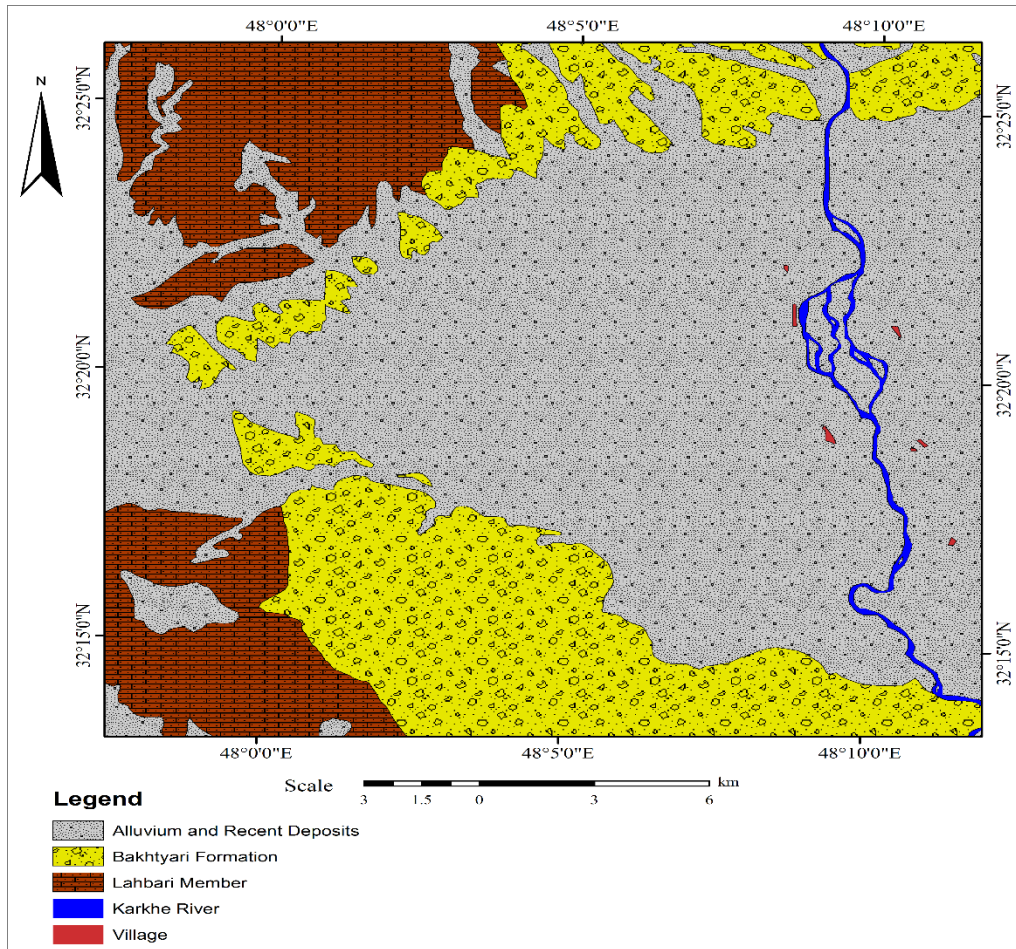 48°0'0"E 48°5'0"E 48°10'0"E
N
32°25'0"N 32°25'0"N
32°20'0"N 32°20'0"N
32°15'0"N 32°15'0"N
48°0'0"E 48°5'0"E 48°10'0"E
Scale km
3 1.5 0 3 6
Legend
Alluvium and Recent Deposits
Bakhtyari Formation
Lahbari Member
Karkhe River
Village